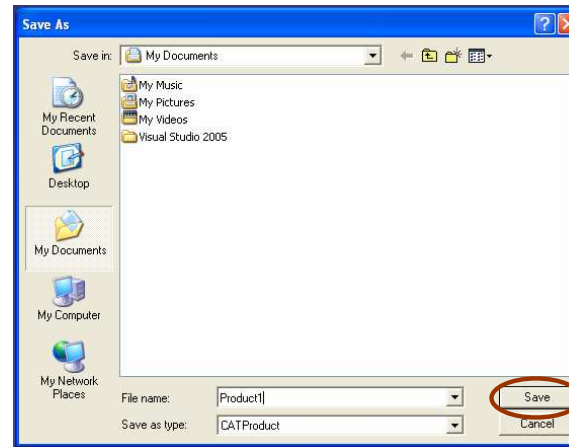 Save As
Save in:
My Documents
My Recent
Documents
Desktop
My Documents
My Computer
My Network
Places
My Music
My Pictures
My Videos
Visual Studio 2005
File name:
Product1
Save
Save as type:
CATProduct
Cancel